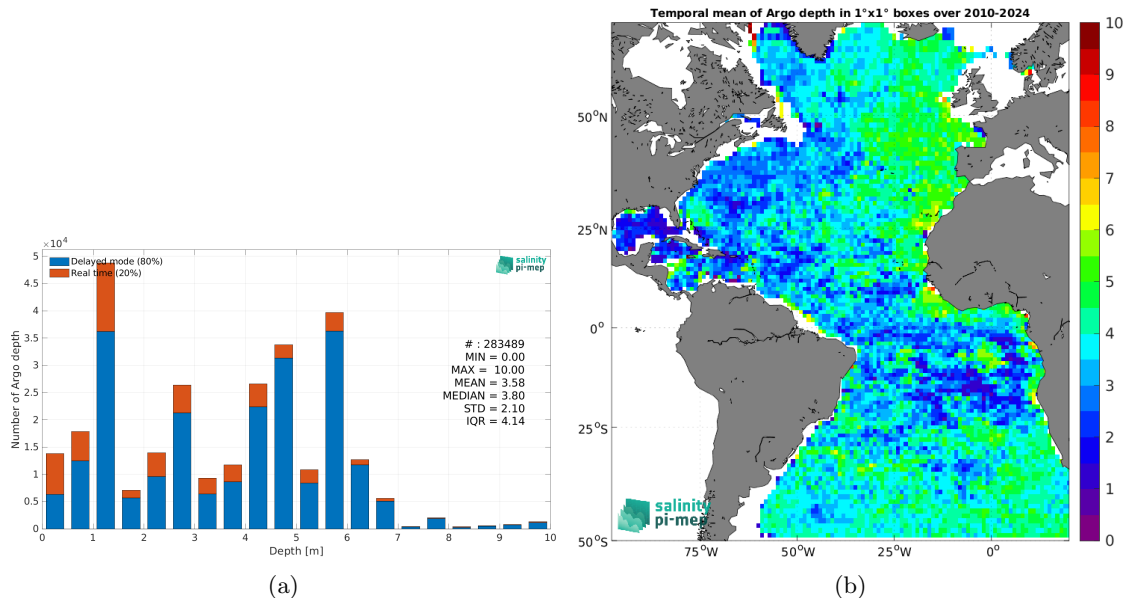 ×10⁴
5
4.5
4
3.5
3
2.5
2
1.5
1
0.5
0
Number of Argo depth
Delayed mode (80%)
Real time (20%)
salinity
pi-mep
# : 283489
MIN = 0.00
MAX = 10.00
MEAN = 3.58
MEDIAN = 3.80
STD = 2.10
IQR = 4.14
0 1 2 3 4 5 6 7 8 9 10
Depth [m]
(a)
Temporal mean of Argo depth in 1°x1° boxes over 2010-2024
50°N
25°N
0°
25°S
50°S
75°W 50°W 25°W 0°
salinity
pi-mep
10
9
8
7
6
5
4
3
2
1
0
(b)